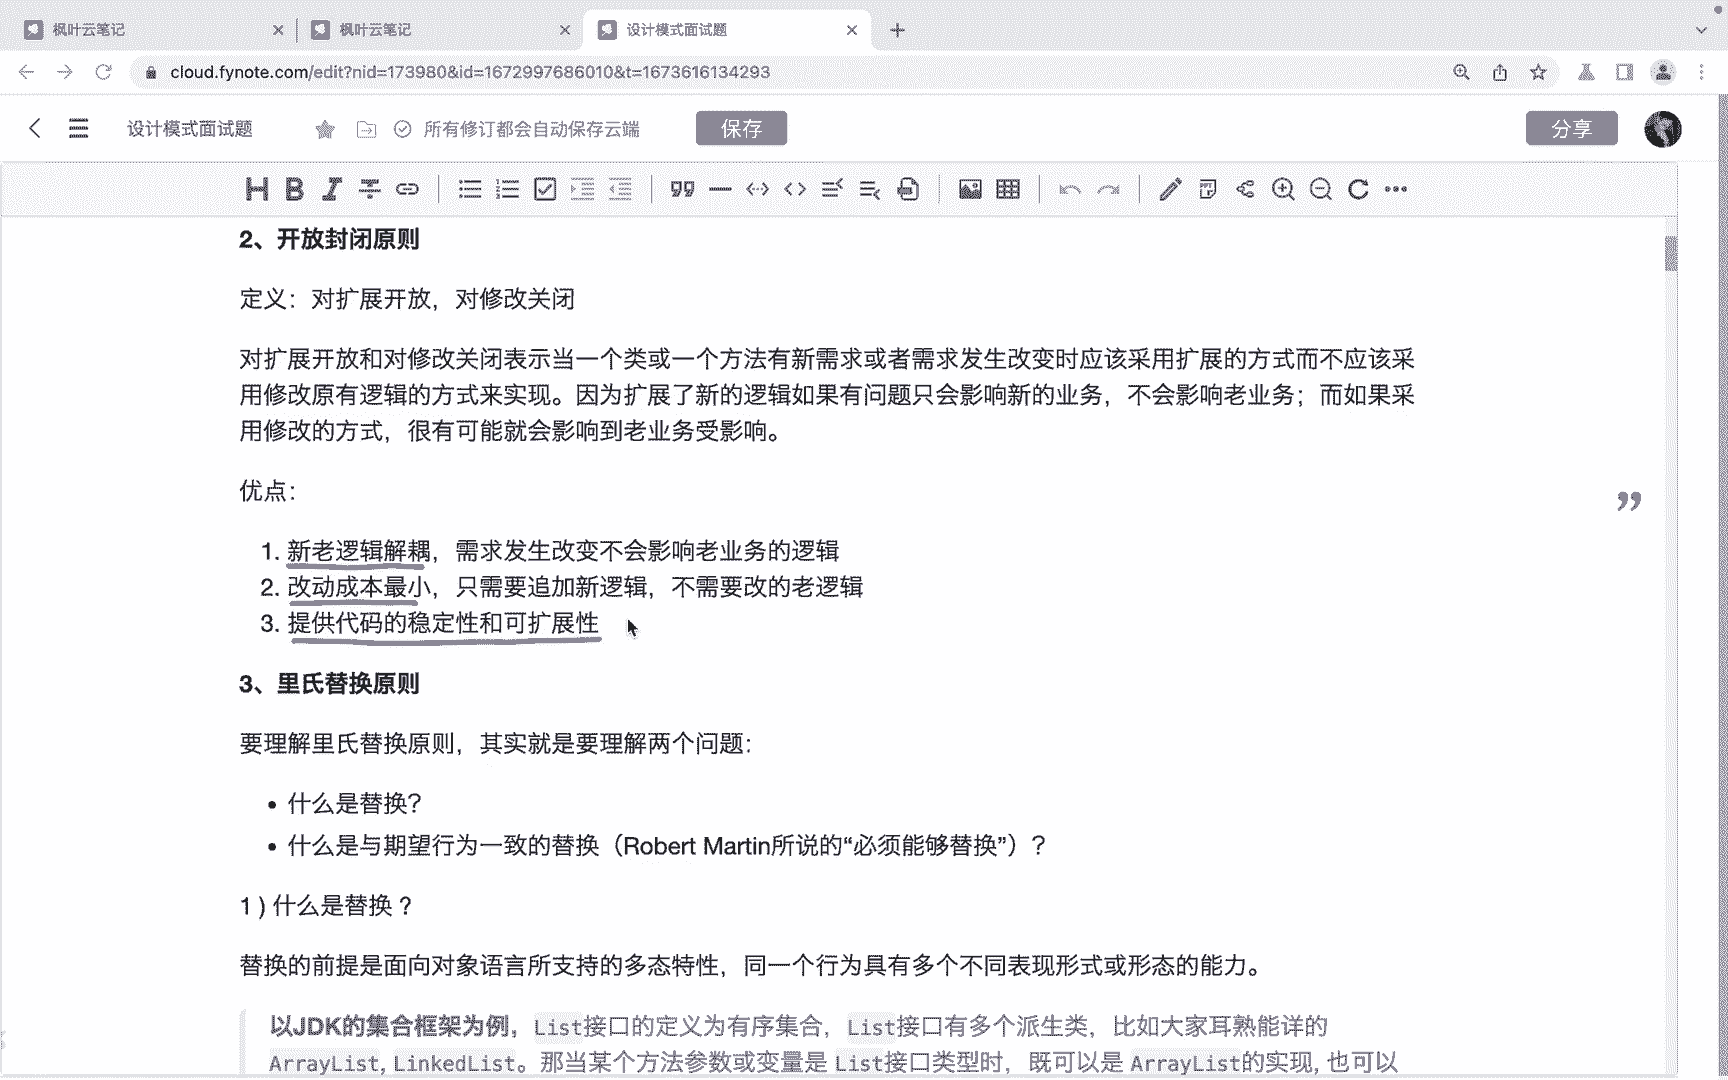 枫叶云笔记
枫叶云笔记
设计模式面试题
cloud.fynote.com/edit?nid=173980&id=1672997686010&t=1673616134293
设计模式面试题
所有修订都会自动保存云端
保存
分享
2、开放封闭原则
定义：对扩展开放，对修改关闭
对扩展开放和对修改关闭表示当一个类或一个方法有新需求或者需求发生改变时应该采用扩展的方式而不应该采
用修改原有逻辑的方式来实现。因为扩展了新的逻辑如果有问题只会影响新的业务，不会影响老业务；而如果采
用修改的方式，很有可能就会影响到老业务受影响。
优点：
1. 新老逻辑解耦，需求发生改变不会影响老业务的逻辑
2. 改动成本最小，只需要追加新逻辑，不需要改的老逻辑
3. 提供代码的稳定性和可扩展性
3、里氏替换原则
要理解里氏替换原则，其实就是要理解两个问题：
• 什么是替换？
• 什么是与期望行为一致的替换（Robert Martin所说的“必须能够替换”）？
1 ) 什么是替换 ?
替换的前提是面向对象语言所支持的多态特性，同一个行为具有多个不同表现形式或形态的能力。
以JDK的集合框架为例，List接口的定义为有序集合，List接口有多个派生类，比如大家耳熟能详的
ArrayList, LinkedList。那当某个方法参数或变量是 List接口类型时，既可以是 ArrayList的实现, 也可以